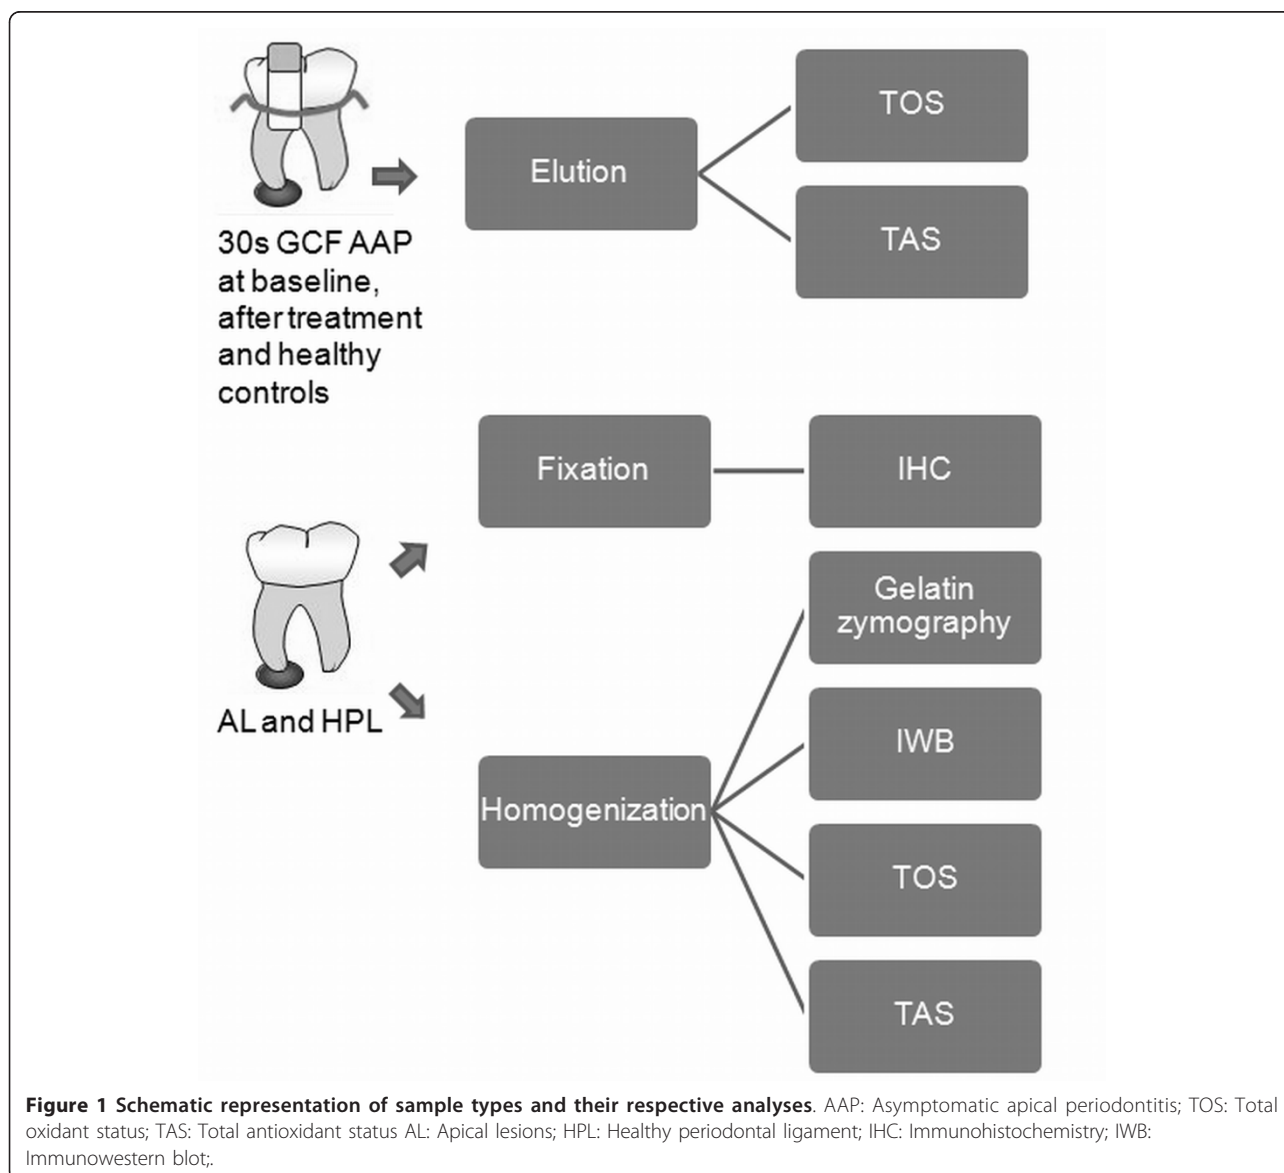 30s GCF AAP
at baseline,
after treatment
and healthy
controls
Elution
TOS
TAS
AL and HPL
Fixation
IHC
Homogenization
Gelatin
zymography
IWB
TOS
TAS
Figure 1 Schematic representation of sample types and their respective analyses. AAP: Asymptomatic apical periodontitis; TOS: Total
oxidant status; TAS: Total antioxidant status AL: Apical lesions; HPL: Healthy periodontal ligament; IHC: Immunohistochemistry; IWB:
Immunowestern blot;.